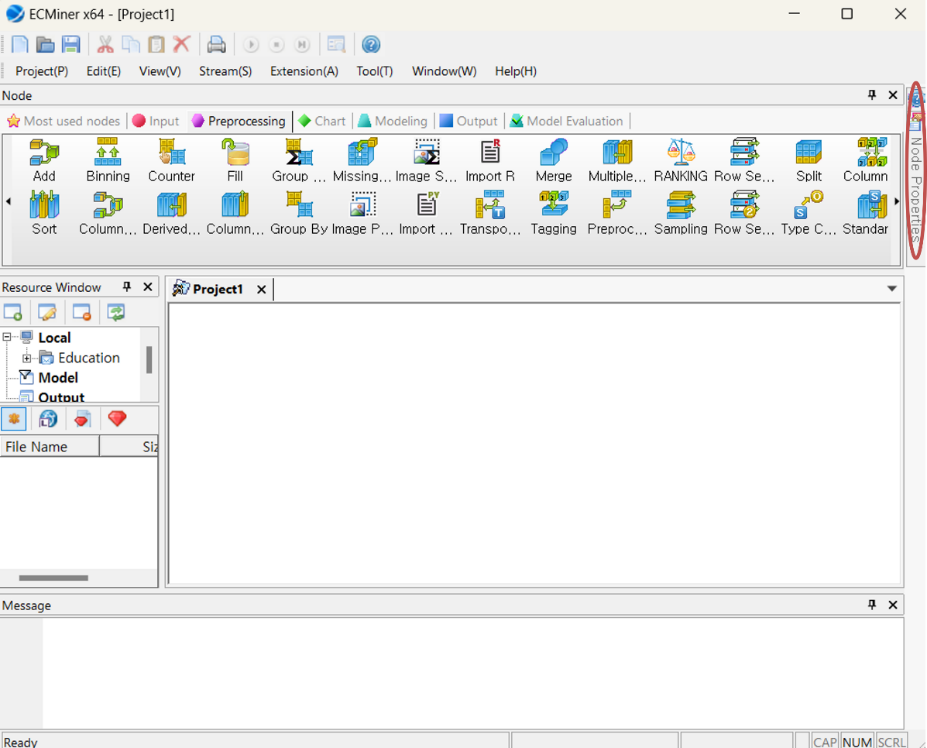 ECMiner x64 - [Project1]
Project(P) Edit(E) View(V) Stream(S) Extension(A) Tool(T) Window(W) Help(H)
Node
Most used nodes Input Preprocessing Chart Modeling Output Model Evaluation
Add Binning Counter Fill Group ... Missing... Image S... Import R Merge Multiple... RANKING Row Se... Split Column
Sort Column... Derived... Column... Group By Image P... Import ... Transpo... Tagging Preproc... Sampling Row Se... Type C... Standar
Node Properties
Resource Window
Project1
Local
Education
Model
Output
File Name Siz
Message
Ready
CAP NUM SCRL